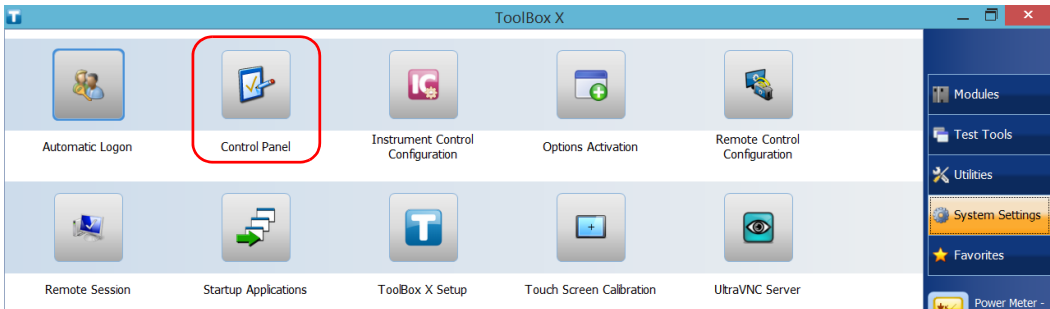 ToolBox X
Automatic Logon
Control Panel
Instrument Control
Configuration
Options Activation
Remote Control
Configuration
Remote Session
Startup Applications
ToolBox X Setup
Touch Screen Calibration
UltraVNC Server
Modules
Test Tools
Utilities
System Settings
Favorites
Power Meter -